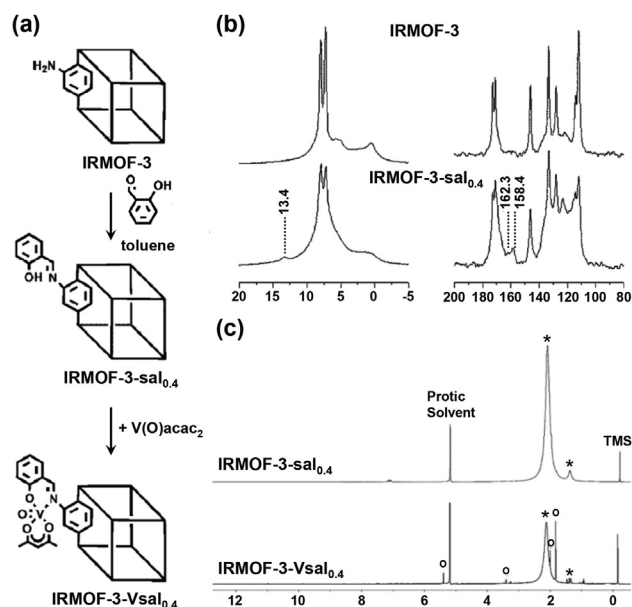 (a)
H₂N
IRMOF-3
O
OH
toluene
OH
N
IRMOF-3-sal₀.₄
+ V(O)acac₂
O
N
O
V
O
O
IRMOF-3-Vsal₀.₄
(b)
IRMOF-3
IRMOF-3-sal₀.₄
13.4
162.3
158.4
20 15 10 5 0 -5
200 180 160 140 120 100 80
(c)
*
Protic
Solvent
TMS
IRMOF-3-sal₀.₄
*
*
o
o
IRMOF-3-Vsal₀.₄
o
o
*
12 10 8 6 4 2 0